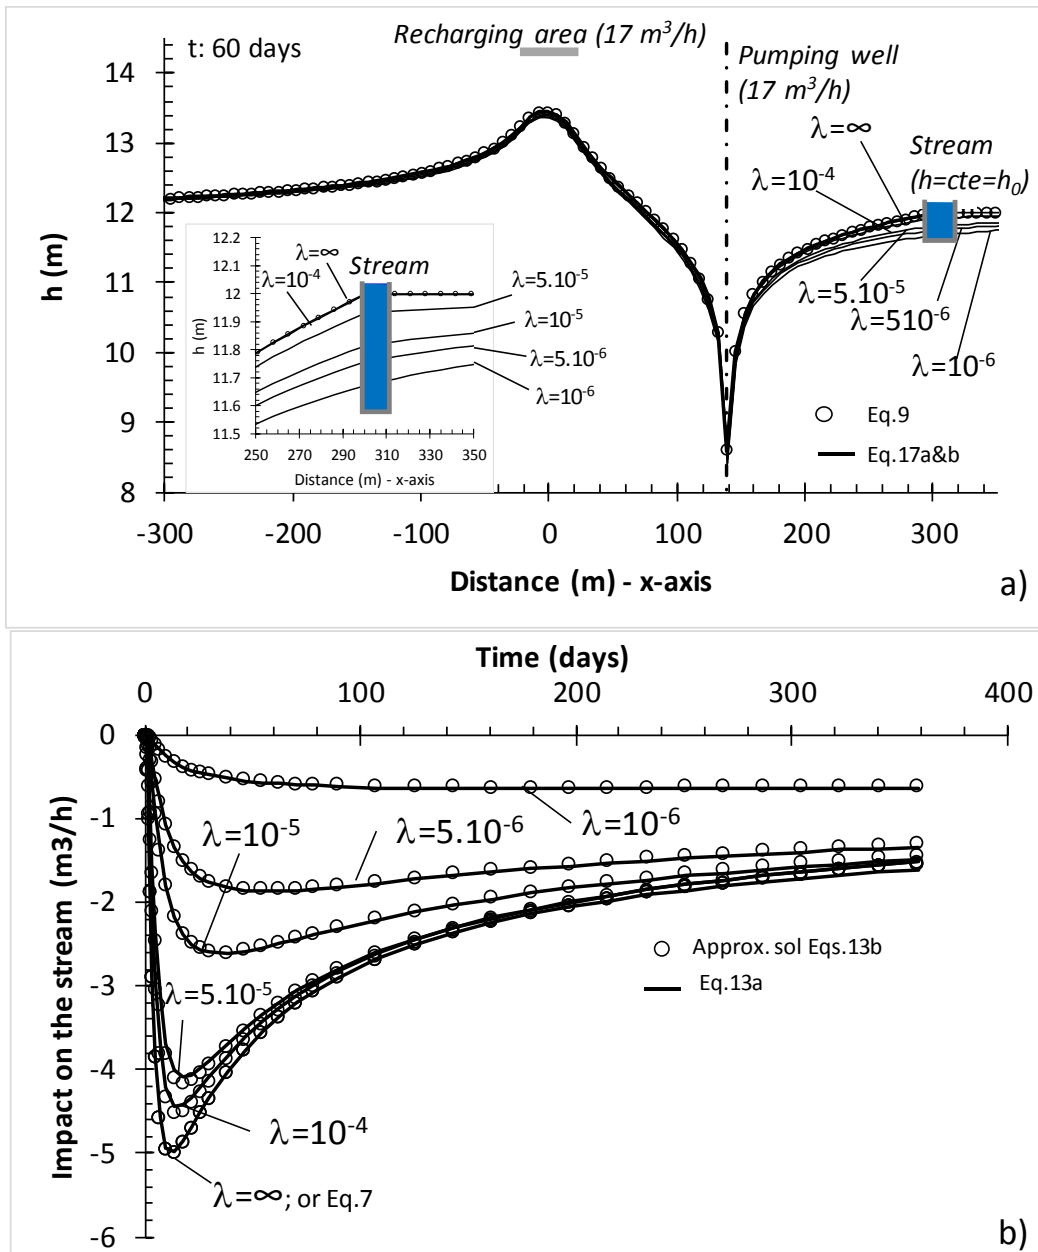 t: 60 days
Recharging area (17 m³/h)
Pumping well
(17 m³/h)
λ=∞
λ=10⁻⁴
Stream
(h=cte=h₀)
λ=5.10⁻⁵
λ=510⁻⁶
λ=10⁻⁶
Eq.9
Eq.17a&b
14
13
12
11
10
9
8
h (m)
-300
-200
-100
0
100
200
300
Distance (m) - x-axis
a)
12.2
12.1
12
11.9
11.8
11.7
11.6
11.5
h (m)
λ=∞
λ=10⁻⁴
Stream
λ=5.10⁻⁵
λ=10⁻⁵
λ=5.10⁻⁶
λ=10⁻⁶
250
270
290
310
330
350
Distance (m) - x-axis
Time (days)
0
100
200
300
400
0
-1
-2
-3
-4
-5
-6
Impact on the stream (m3/h)
λ=10⁻⁵
λ=5.10⁻⁶
λ=10⁻⁶
λ=5.10⁻⁵
λ=10⁻⁴
λ=∞; or Eq.7
Approx. sol Eqs.13b
Eq.13a
b)